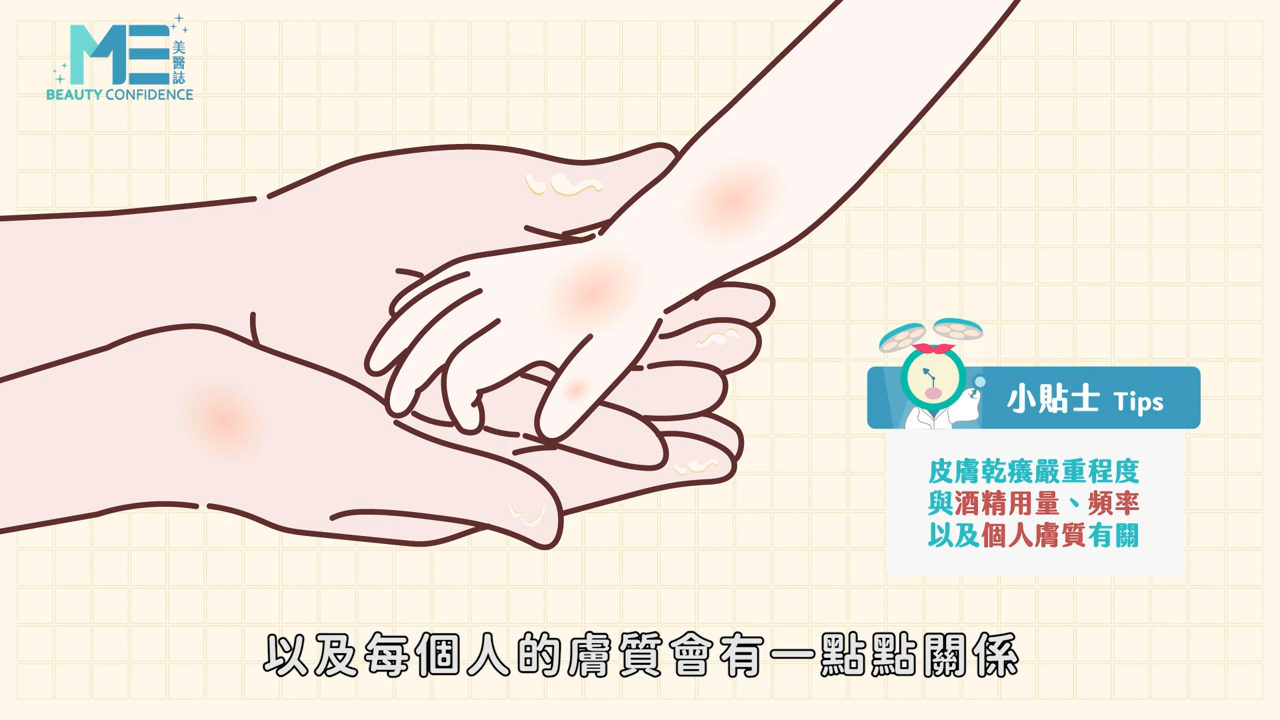 ME
美醫誌
BEAUTY CONFIDENCE
小貼士 Tips
皮膚乾癢嚴重程度
與酒精用量、頻率
以及個人膚質有關
以及每個人的膚質會有一點點關係